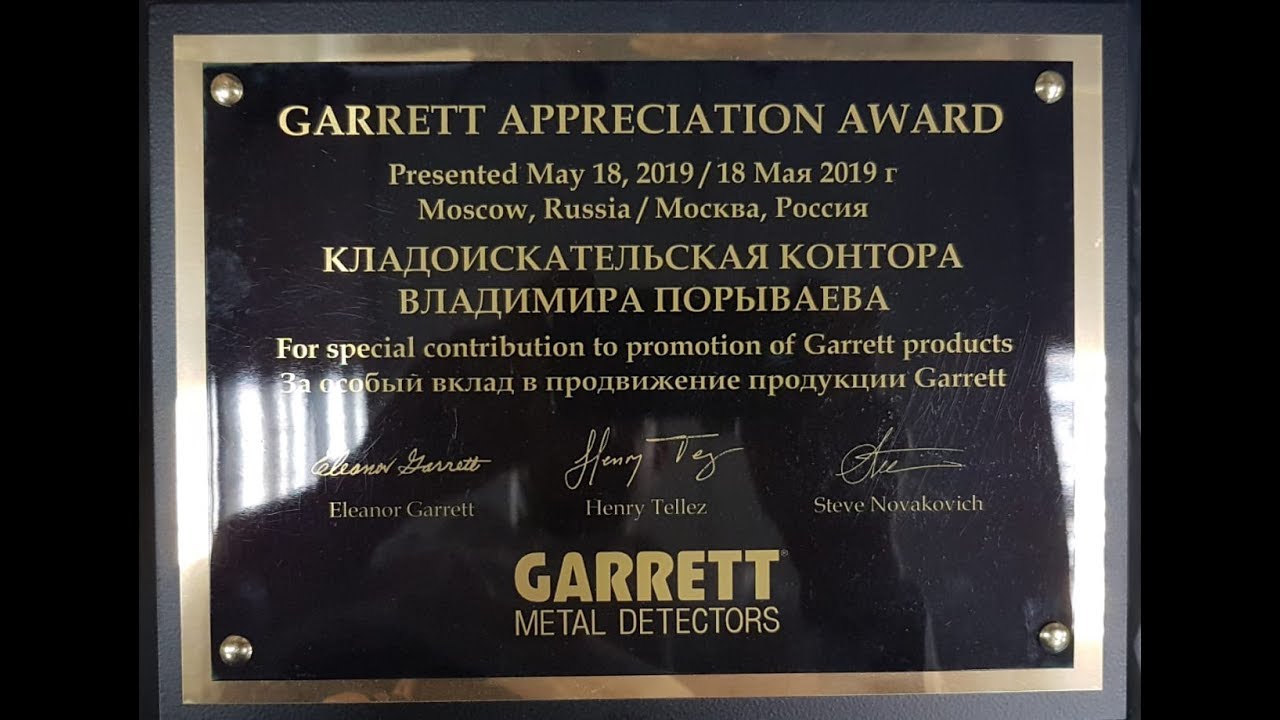 GARRETT APPRECIATION AWARD
Presented May 18, 2019 / 18 Мая 2019 г
Moscow, Russia / Москва, Россия
КЛАДОИСКАТЕЛЬСКАЯ КОНТОРА
ВЛАДИМИРА ПОРЫВАЕВА
For special contribution to promotion of Garrett products
За особый вклад в продвижение продукции Garrett
Eleanor Garrett Henry Tez
Eleanor Garrett Henry Tellez Steve Novakovich
GARRETT®
METAL DETECTORS